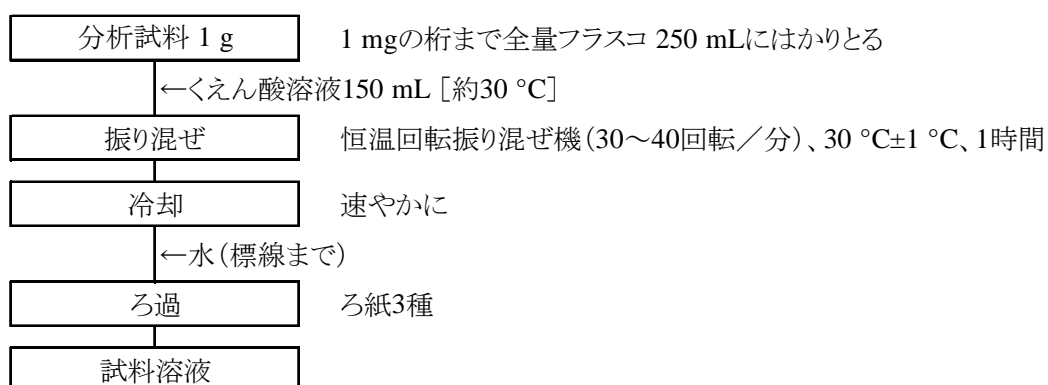 分析試料 1 g 1 mgの桁まで全量フラスコ 250 mLにはかりとる
←くえん酸溶液150 mL [約30 °C]
振り混ぜ 恒温回転振り混ぜ機(30～40回転／分)、30 °C±1 °C、1時間
冷却 速やかに
←水(標線まで)
ろ過 ろ紙3種
試料溶液